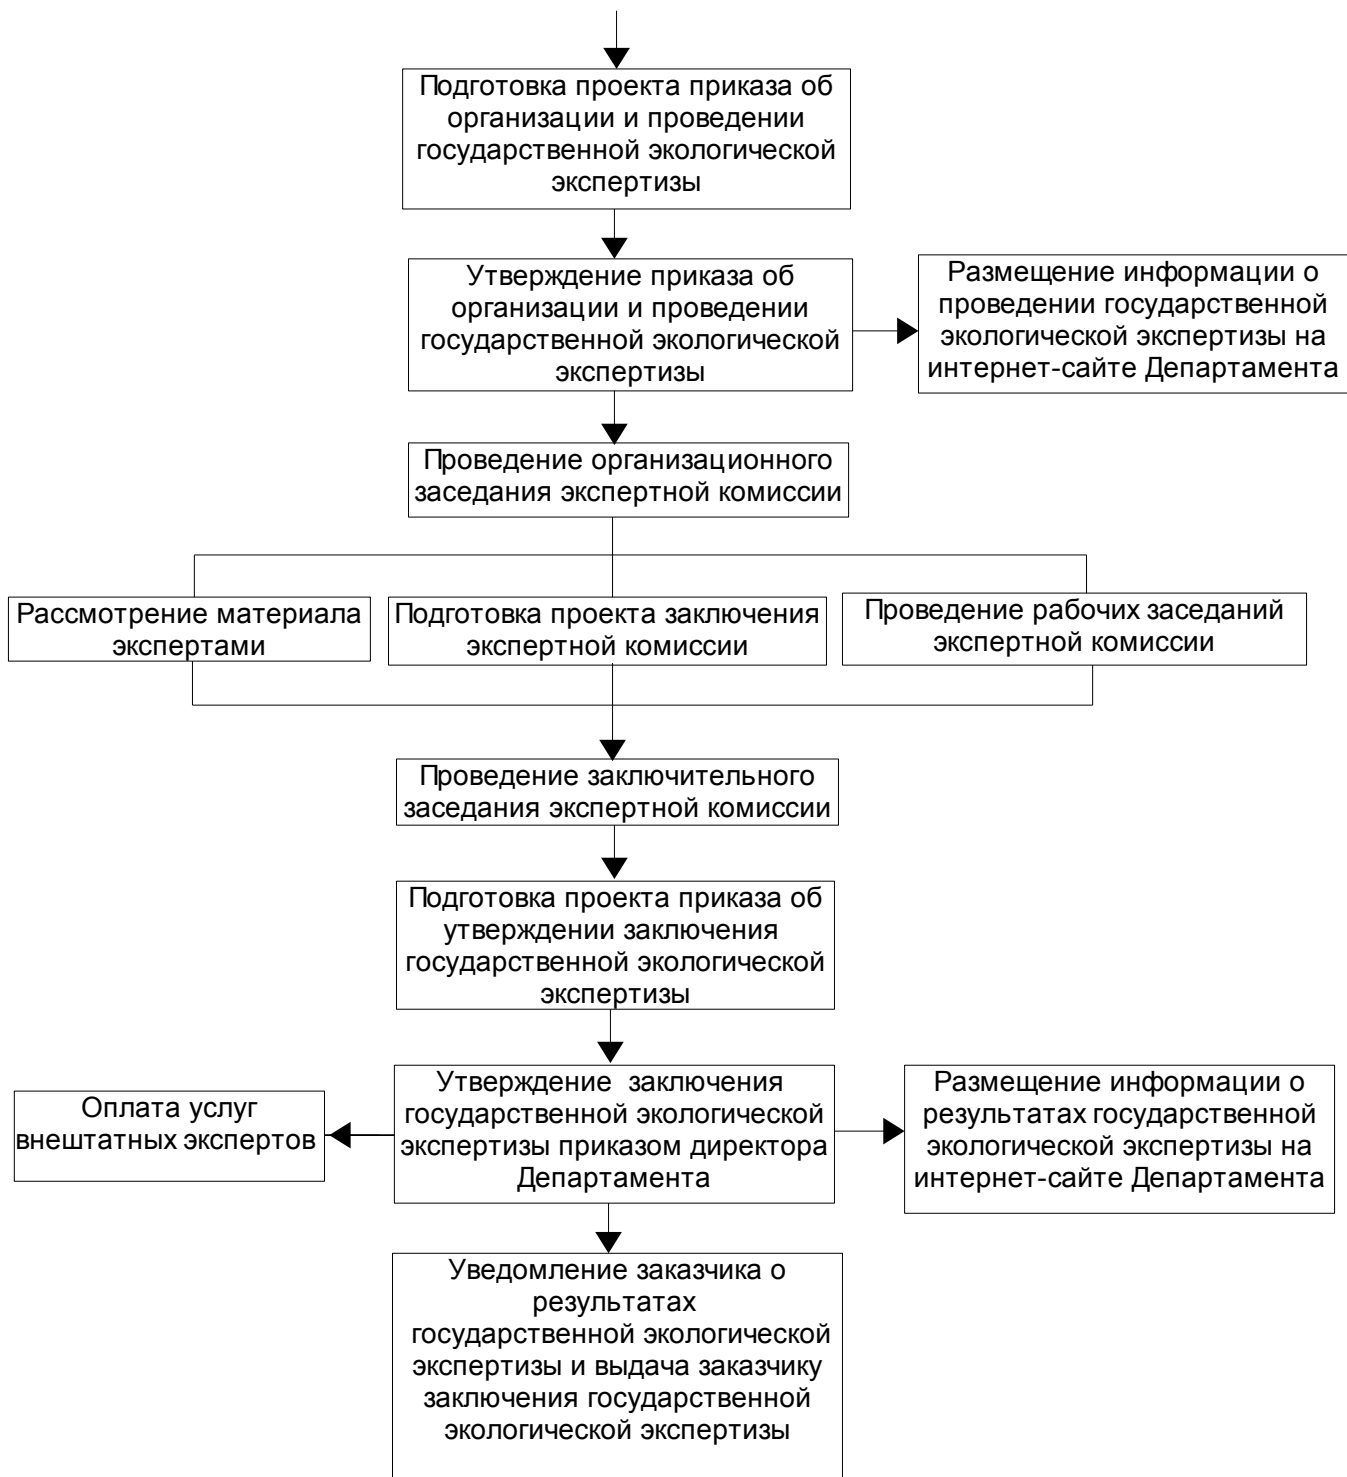 Подготовка проекта приказа об
организации и проведении
государственной экологической
экспертизы
Утверждение приказа об
организации и проведении
государственной экологической
экспертизы
Размещение информации о
проведении государственной
экологической экспертизы на
интернет-сайте Департамента
Проведение организационного
заседания экспертной комиссии
Рассмотрение материала
экспертами
Подготовка проекта заключения
экспертной комиссии
Проведение рабочих заседаний
экспертной комиссии
Проведение заключительного
заседания экспертной комиссии
Подготовка проекта приказа об
утверждении заключения
государственной экологической
экспертизы
Оплата услуг
внештатных экспертов
Утверждение заключения
государственной экологической
экспертизы приказом директора
Департамента
Размещение информации о
результатах государственной
экологической экспертизы на
интернет-сайте Департамента
Уведомление заказчика о
результатах
государственной экологической
экспертизы и выдача заказчику
заключения государственной
экологической экспертизы